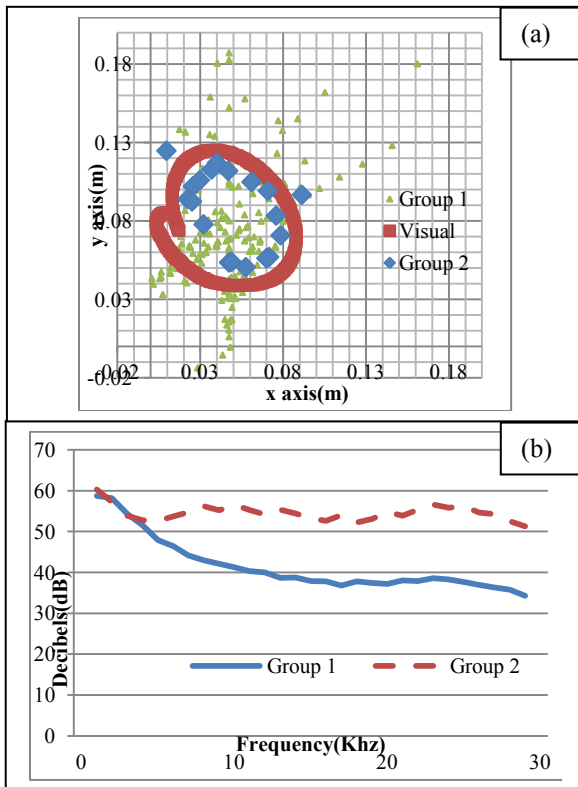 (a)
0.18
0.13
0.08
0.03
-0.02
y axis(m)
Group 1
Visual
Group 2
-0.02 0.03 0.08 0.13 0.18
x axis(m)
(b)
70
60
50
40
30
20
10
0
Decibels(dB)
Group 1 Group 2
0 10 20 30
Frequency(Khz)